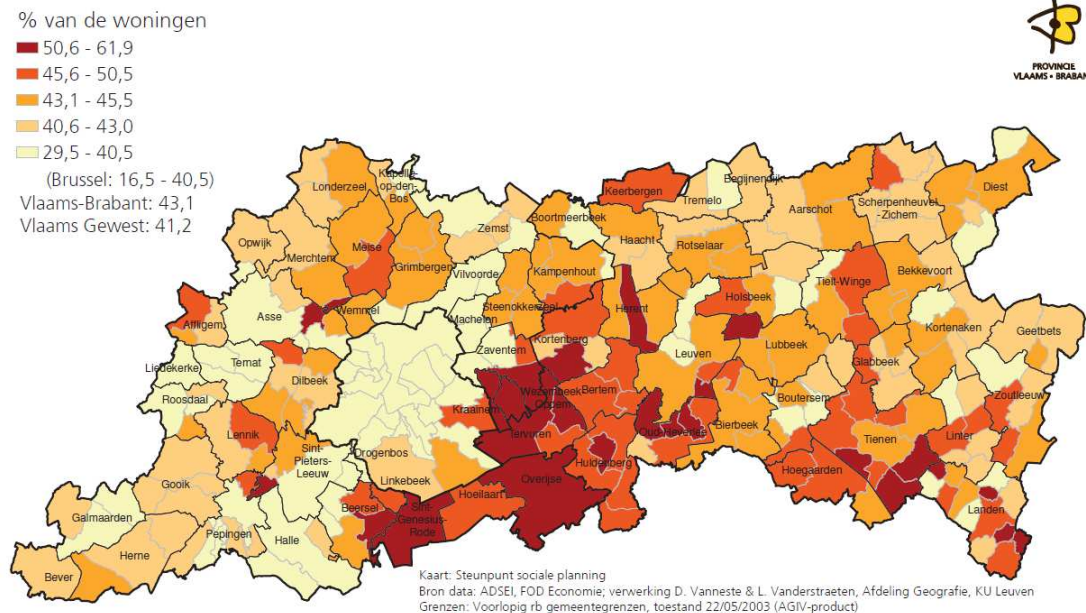 % van de woningen
50,6 - 61,9
45,6 - 50,5
43,1 - 45,5
40,6 - 43,0
29,5 - 40,5
(Brussel: 16,5 - 40,5)
Vlaams-Brabant: 43,1
Vlaams Gewest: 41,2
PROVINCIE
VLAAMS • BRABAN
Kapelle-
op-den-
Bos
Londerzeel
Keerbergen
Begijnendijk
Tremelo
Diest
Scherpenheuvel
-Zichem
Aarschot
Boortmeerbeek
Zemst
Opwijk
Merchtem
Meise
Grimbergen
Haacht
Rotselaar
Vilvoorde
Kampenhout
Tielt-Winge
Bekkevoort
Affligem
Asse
Wemmel
Steenokkerzeel
Machelen
Herent
Holsbeek
Kortenaken
Geetbets
Liedekerke
Ternat
Zaventem
Kortenberg
Leuven
Lubbeek
Glabbeek
Dilbeek
Roosdaal
Wezembeek-
Oppem
Bertem
Boutersem
Zoutleeuw
Kraainem
Lennik
Tervuren
Oud-Heverlee
Bierbeek
Tienen
Linter
Sint-
Pieters-
Leeuw
Drogenbos
Linkebeek
Huldenberg
Hoegaarden
Gooik
Overijse
Hoeilaart
Beersel
Sint-
Genesius-
Rode
Landen
Galmaarden
Pepingen
Halle
Herne
Bever
Kaart: Steunpunt sociale planning
Bron data: ADSEI, FOD Economie; verwerking D. Vanneste & L. Vanderstraeten, Afdeling Geografie, KU Leuven
Grenzen: Voorlopig rb gemeentegrenzen, toestand 22/05/2003 (AGIV-product)